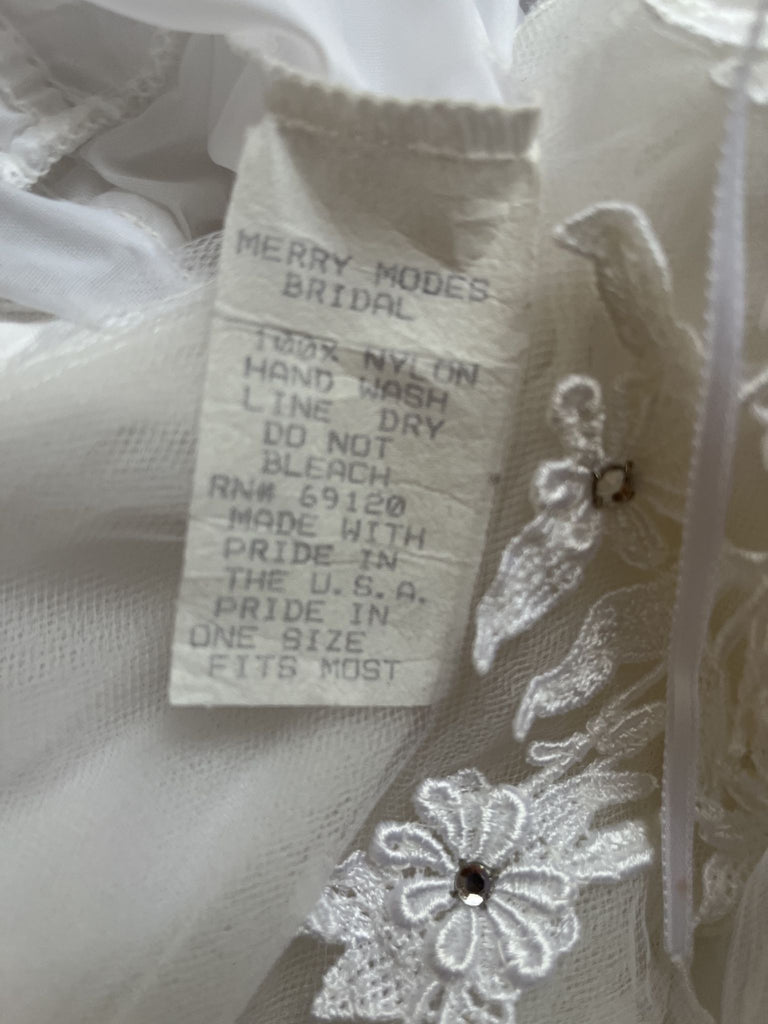 MERRY MODES
BRIDAL
100% NYLON
HAND WASH
LINE DRY
DO NOT
BLEACH
RN# 69120
MADE WITH
PRIDE IN
THE U.S.A.
PRIDE IN
ONE SIZE
FITS MOST